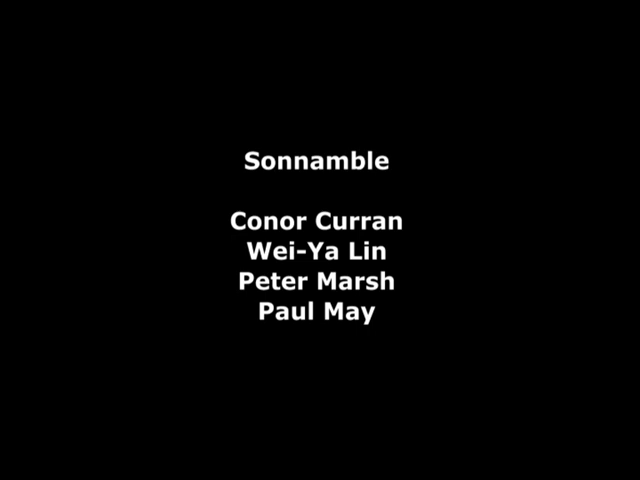 Sonnamble
Conor Curran
Wei-Ya Lin
Peter Marsh
Paul May